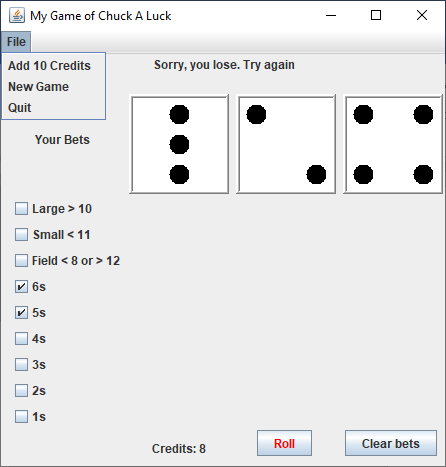 My Game of Chuck A Luck
File
Add 10 Credits
New Game
Quit
Sorry, you lose. Try again
Your Bets
Large > 10
Small < 11
Field < 8 or > 12
6s
5s
4s
3s
2s
1s
Credits: 8
Roll
Clear bets